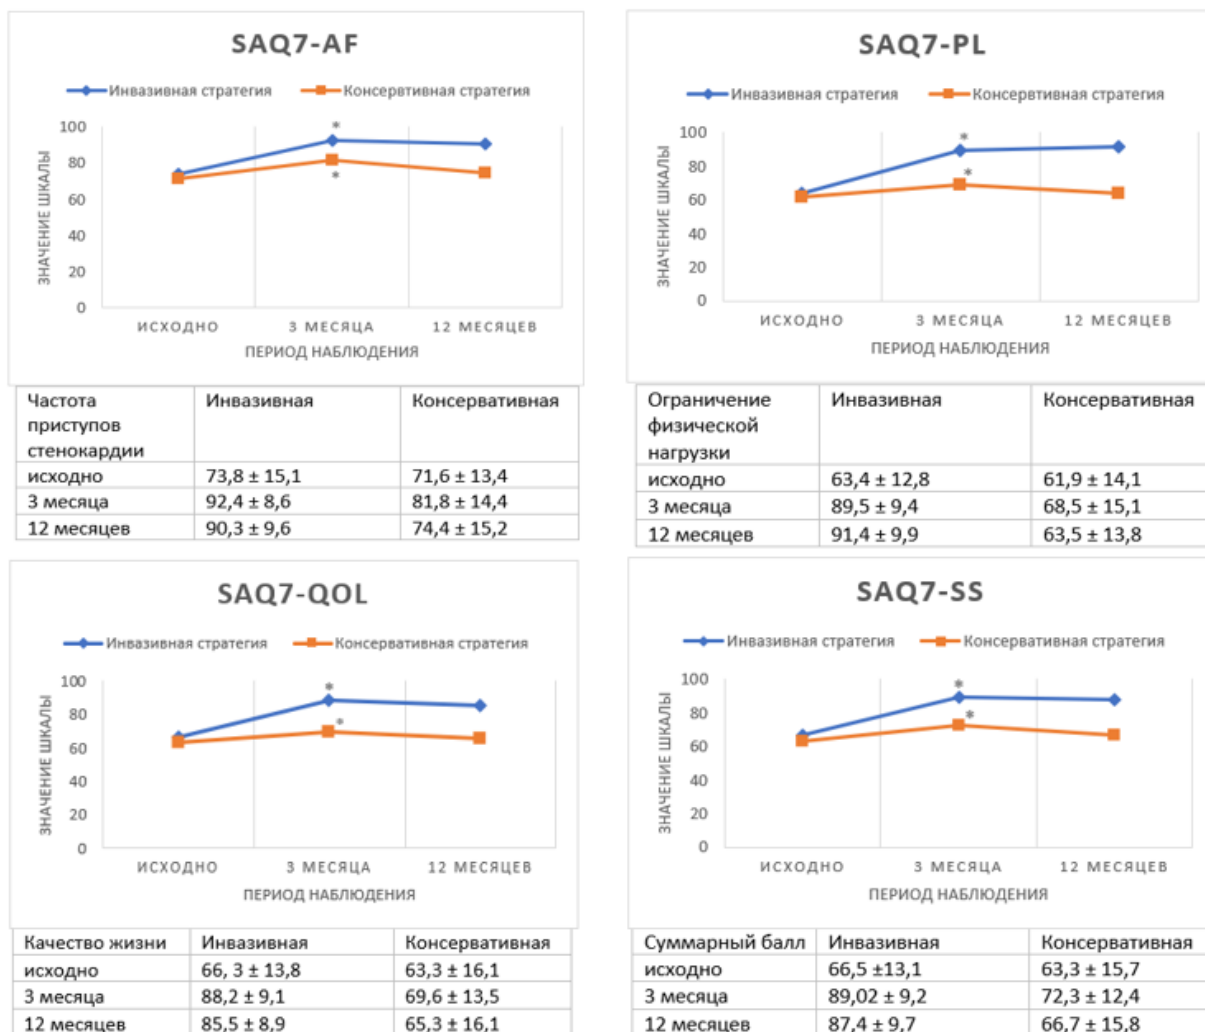 SAQ7-AF
Инвазивная стратегия Консервтивная стратегия
*
*
100
80
60
40
20
0
ЗНАЧЕНИЕ ШКАЛЫ
ИСХОДНО 3 МЕСЯЦА 12 МЕСЯЦЕВ
ПЕРИОД НАБЛЮДЕНИЯ
Частота Инвазивная Консервативная
приступов
стенокардии
исходно 73,8 ± 15,1 71,6 ± 13,4
3 месяца 92,4 ± 8,6 81,8 ± 14,4
12 месяцев 90,3 ± 9,6 74,4 ± 15,2
SAQ7-PL
Инвазивная стратегия Консервативная стратегия
*
*
100
80
60
40
20
0
ЗНАЧЕНИЕ ШКАЛЫ
ИСХОДНО 3 МЕСЯЦА 12 МЕСЯЦЕВ
ПЕРИОД НАБЛЮДЕНИЯ
Ограничение Инвазивная Консервативная
физической
нагрузки
исходно 63,4 ± 12,8 61,9 ± 14,1
3 месяца 89,5 ± 9,4 68,5 ± 15,1
12 месяцев 91,4 ± 9,9 63,5 ± 13,8
SAQ7-QOL
Инвазивная стратегия Консервативная стратегия
*
*
100
80
60
40
20
0
ЗНАЧЕНИЕ ШКАЛЫ
ИСХОДНО 3 МЕСЯЦА 12 МЕСЯЦЕВ
ПЕРИОД НАБЛЮДЕНИЯ
Качество жизни Инвазивная Консервативная
исходно 66, 3 ± 13,8 63,3 ± 16,1
3 месяца 88,2 ± 9,1 69,6 ± 13,5
12 месяцев 85,5 ± 8,9 65,3 ± 16,1
SAQ7-SS
Инвазивная стратегия Консервативная стратегия
*
*
100
80
60
40
20
0
ЗНАЧЕНИЕ ШКАЛЫ
ИСХОДНО 3 МЕСЯЦА 12 МЕСЯЦЕВ
ПЕРИОД НАБЛЮДЕНИЯ
Суммарный балл Инвазивная Консервативная
исходно 66,5 ±13,1 63,3 ± 15,7
3 месяца 89,02 ± 9,2 72,3 ± 12,4
12 месяцев 87,4 ± 9,7 66,7 ± 15,8